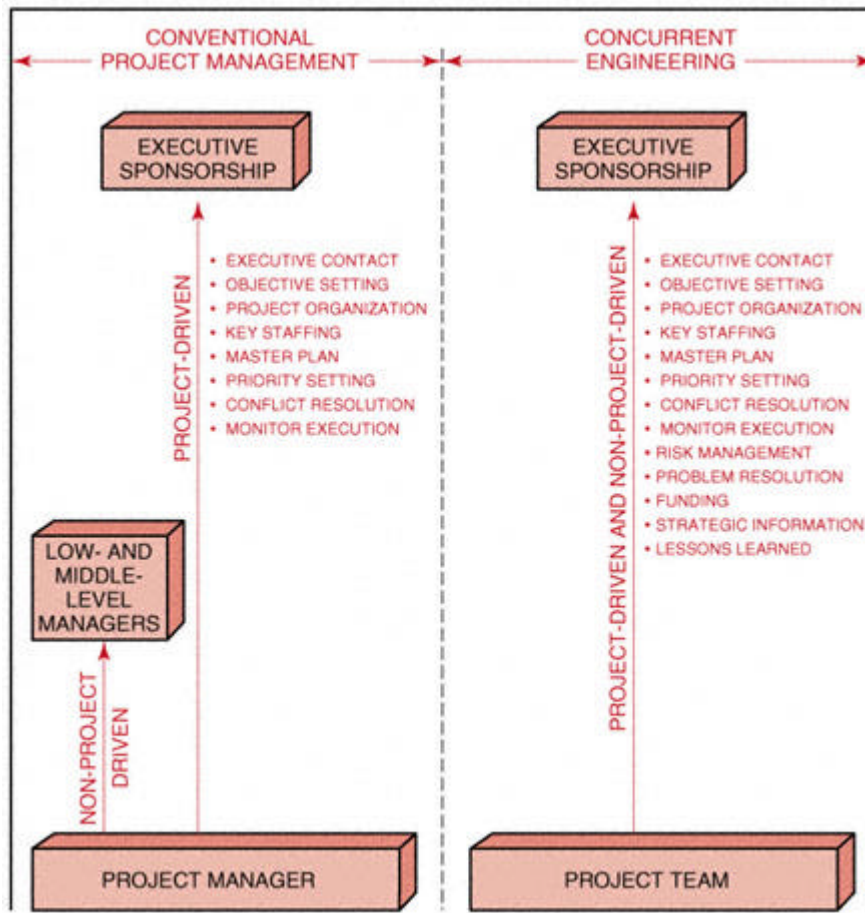 CONVENTIONAL
PROJECT MANAGEMENT
EXECUTIVE
SPONSORSHIP
PROJECT-DRIVEN
• EXECUTIVE CONTACT
• OBJECTIVE SETTING
• PROJECT ORGANIZATION
• KEY STAFFING
• MASTER PLAN
• PRIORITY SETTING
• CONFLICT RESOLUTION
• MONITOR EXECUTION
LOW- AND
MIDDLE-
LEVEL
MANAGERS
NON-PROJECT
DRIVEN
PROJECT MANAGER
CONCURRENT
ENGINEERING
EXECUTIVE
SPONSORSHIP
PROJECT-DRIVEN AND NON-PROJECT-DRIVEN
• EXECUTIVE CONTACT
• OBJECTIVE SETTING
• PROJECT ORGANIZATION
• KEY STAFFING
• MASTER PLAN
• PRIORITY SETTING
• CONFLICT RESOLUTION
• MONITOR EXECUTION
• RISK MANAGEMENT
• PROBLEM RESOLUTION
• FUNDING
• STRATEGIC INFORMATION
• LESSONS LEARNED
PROJECT TEAM